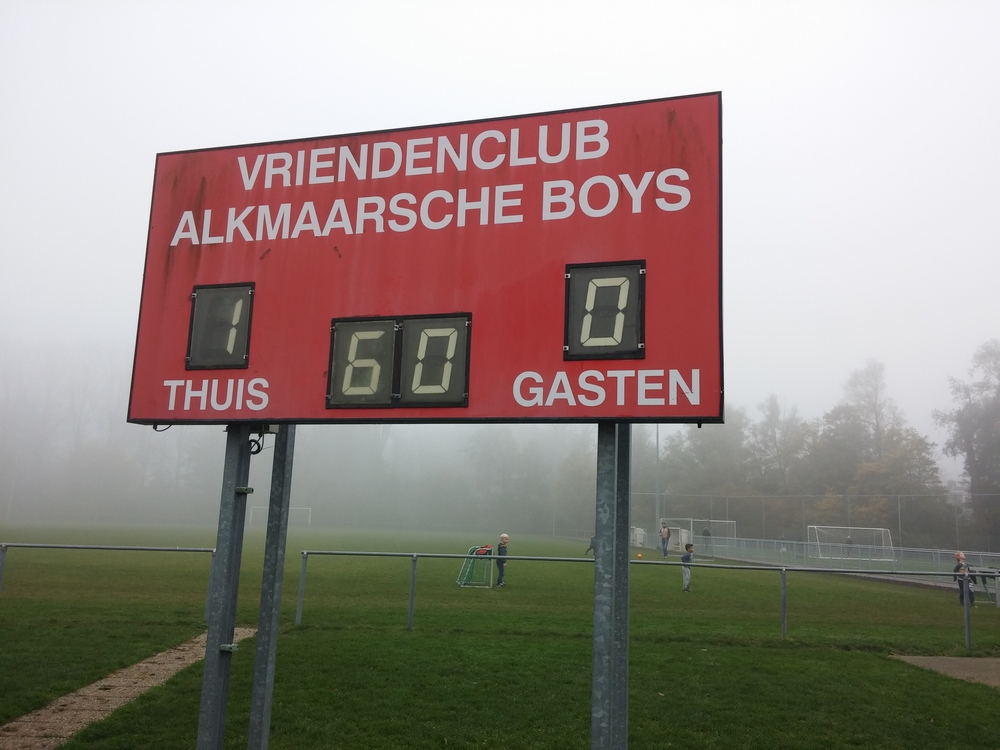 VRIENDENCLUB
ALKMAARSCHE BOYS
1 60 0
THUIS GASTEN